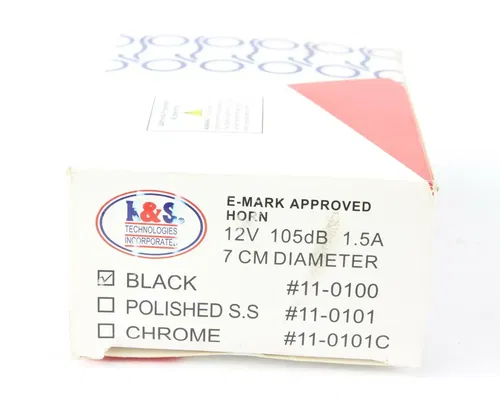 K&S.
TECHNOLOGIES
INCORPORATED
E-MARK APPROVED
HORN
12V 105dB 1.5A
7 CM DIAMETER
BLACK #11-0100
POLISHED S.S #11-0101
CHROME #11-0101C